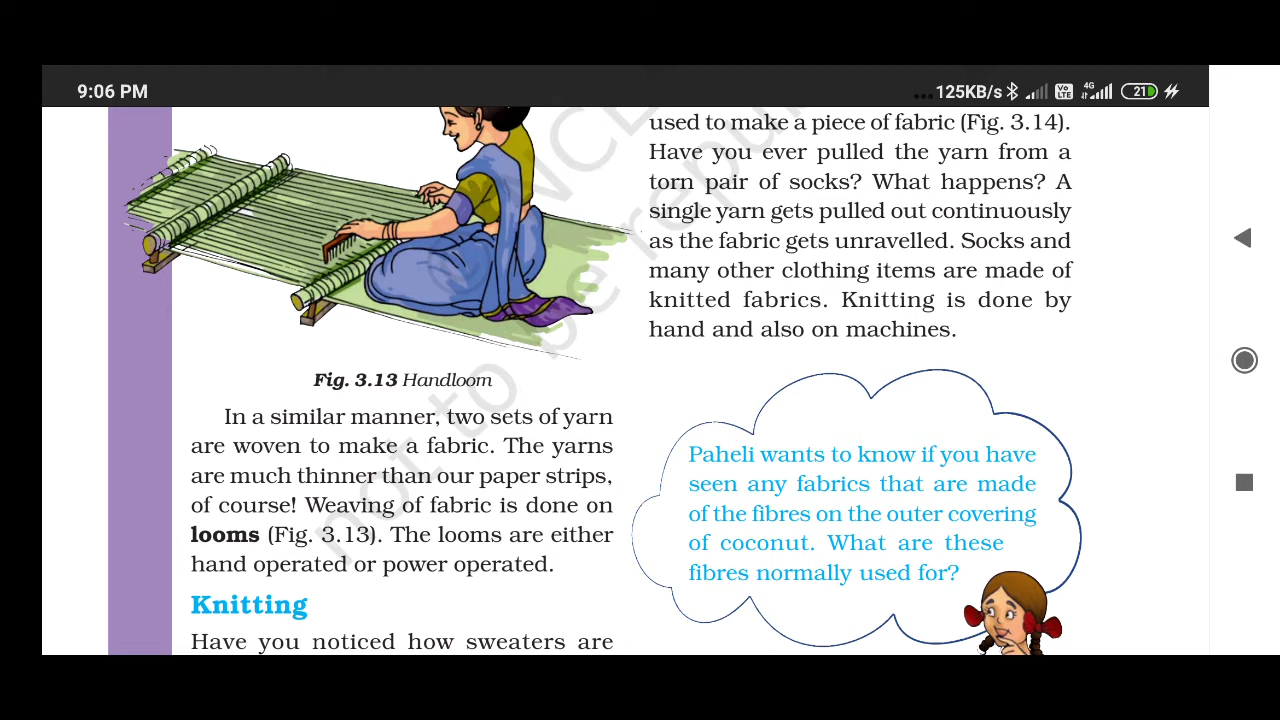 9:06 PM
...125KB/s Vo LTE 4G 21
Fig. 3.13 Handloom
In a similar manner, two sets of yarn
are woven to make a fabric. The yarns
are much thinner than our paper strips,
of course! Weaving of fabric is done on
looms (Fig. 3.13). The looms are either
hand operated or power operated.
Knitting
Have you noticed how sweaters are
used to make a piece of fabric (Fig. 3.14).
Have you ever pulled the yarn from a
torn pair of socks? What happens? A
single yarn gets pulled out continuously
as the fabric gets unravelled. Socks and
many other clothing items are made of
knitted fabrics. Knitting is done by
hand and also on machines.
Paheli wants to know if you have
seen any fabrics that are made
of the fibres on the outer covering
of coconut. What are these
fibres normally used for?
not to be